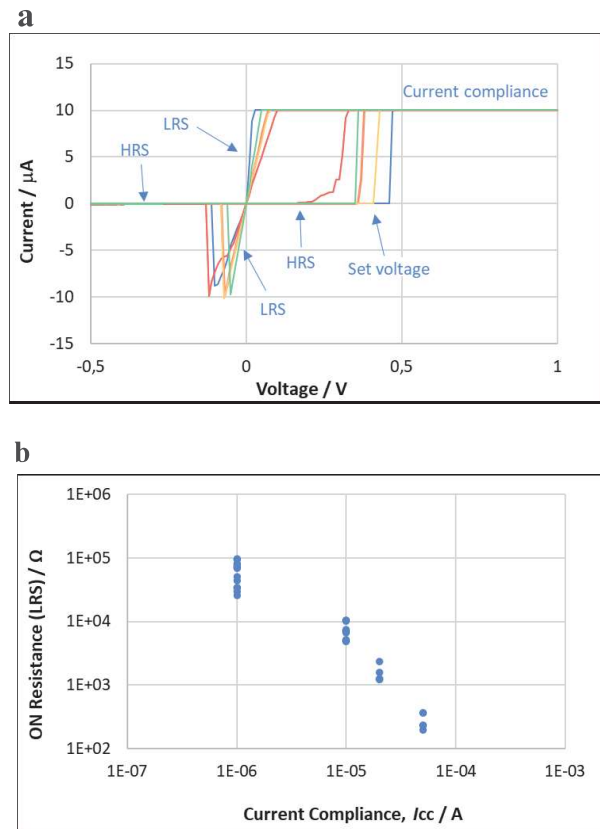 a
15
10
5
0
-5
-10
-15
Current / μA
Current compliance
LRS
HRS
HRS
Set voltage
LRS
-0,5
0
0,5
1
Voltage / V
b
1E+06
1E+05
1E+04
1E+03
1E+02
ON Resistance (LRS) / Ω
1E-07
1E-06
1E-05
1E-04
1E-03
Current Compliance, Icc / A